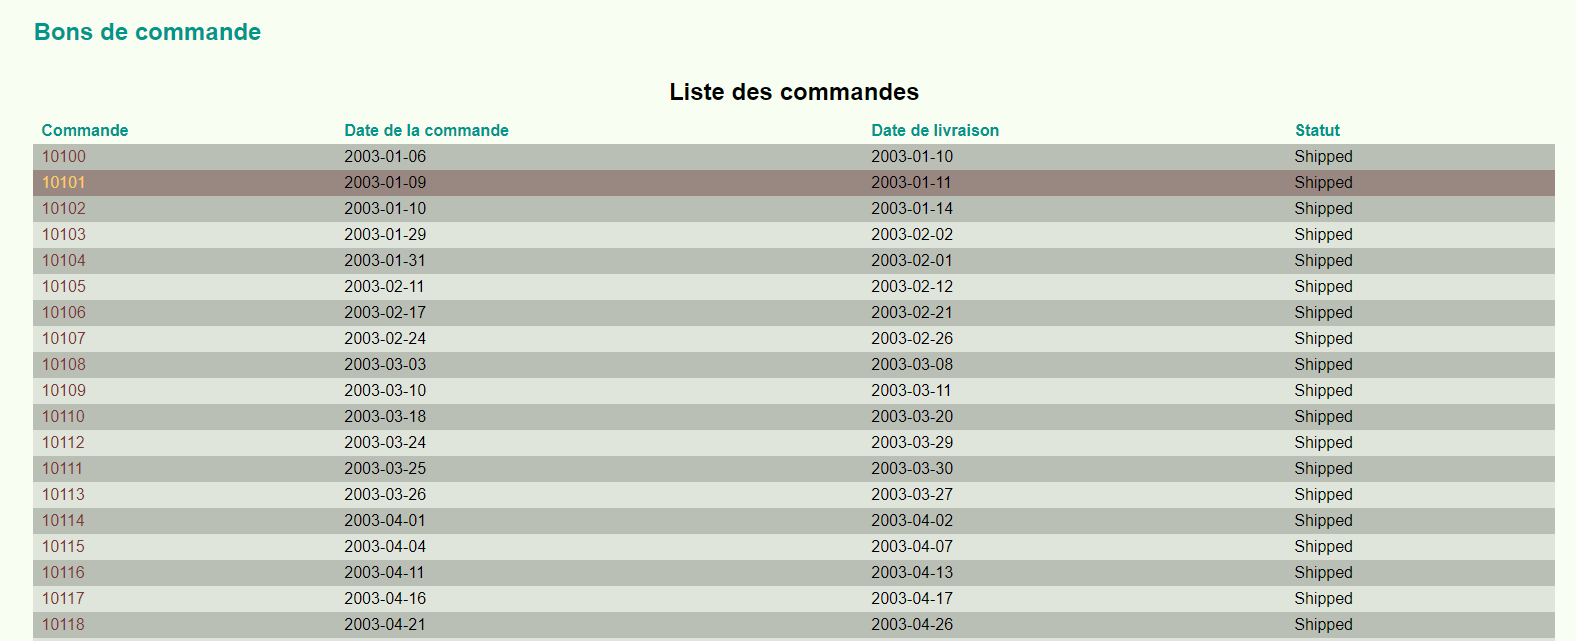 Bons de commande
Liste des commandes
Commande Date de la commande Date de livraison Statut
10100 2003-01-06 2003-01-10 Shipped
10101 2003-01-09 2003-01-11 Shipped
10102 2003-01-10 2003-01-14 Shipped
10103 2003-01-29 2003-02-02 Shipped
10104 2003-01-31 2003-02-01 Shipped
10105 2003-02-11 2003-02-12 Shipped
10106 2003-02-17 2003-02-21 Shipped
10107 2003-02-24 2003-02-26 Shipped
10108 2003-03-03 2003-03-08 Shipped
10109 2003-03-10 2003-03-11 Shipped
10110 2003-03-18 2003-03-20 Shipped
10112 2003-03-24 2003-03-29 Shipped
10111 2003-03-25 2003-03-30 Shipped
10113 2003-03-26 2003-03-27 Shipped
10114 2003-04-01 2003-04-02 Shipped
10115 2003-04-04 2003-04-07 Shipped
10116 2003-04-11 2003-04-13 Shipped
10117 2003-04-16 2003-04-17 Shipped
10118 2003-04-21 2003-04-26 Shipped